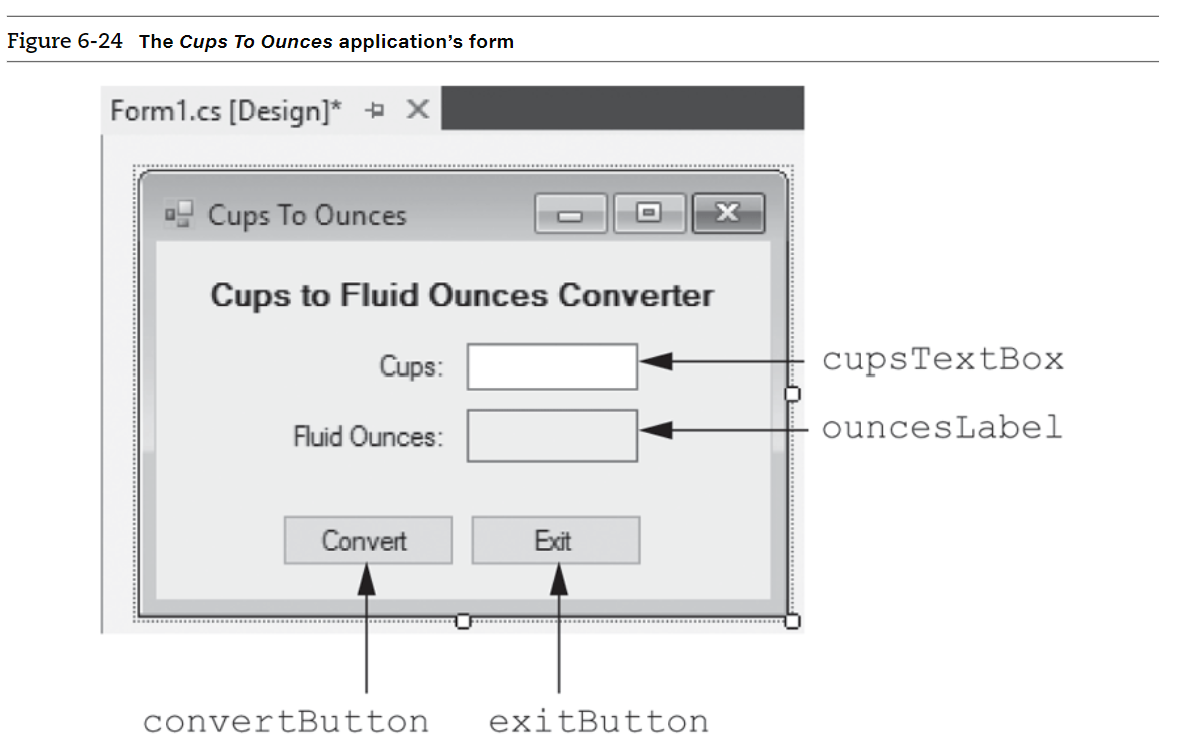 Figure 6-24 The Cups To Ounces application's form
Form1.cs [Design]*
Cups To Ounces
Cups to Fluid Ounces Converter
Cups:
cupsTextBox
Fluid Ounces:
ouncesLabel
Convert
Exit
convertButton
exitButton